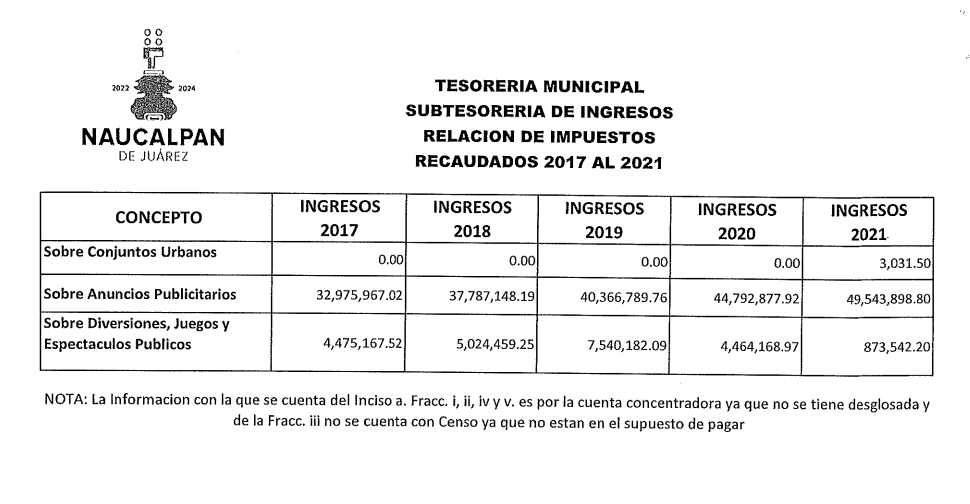 2022 2024
NAUCALPAN
DE JUÁREZ
TESORERIA MUNICIPAL
SUBTESORERIA DE INGRESOS
RELACION DE IMPUESTOS
RECAUDADOS 2017 AL 2021
CONCEPTO INGRESOS 2017 INGRESOS 2018 INGRESOS 2019 INGRESOS 2020 INGRESOS 2021
Sobre Conjuntos Urbanos 0.00 0.00 0.00 0.00 3,031.50
Sobre Anuncios Publicitarios 32,975,967.02 37,787,148.19 40,366,789.76 44,792,877.92 49,543,898.80
Sobre Diversiones, Juegos y
Espectaculos Publicos 4,475,167.52 5,024,459.25 7,540,182.09 4,464,168.97 873,542.20
NOTA: La Informacion con la que se cuenta del Inciso a. Fracc. i, ii, iv y v. es por la cuenta concentradora ya que no se tiene desglosada y
de la Fracc. iii no se cuenta con Censo ya que no estan en el supuesto de pagar